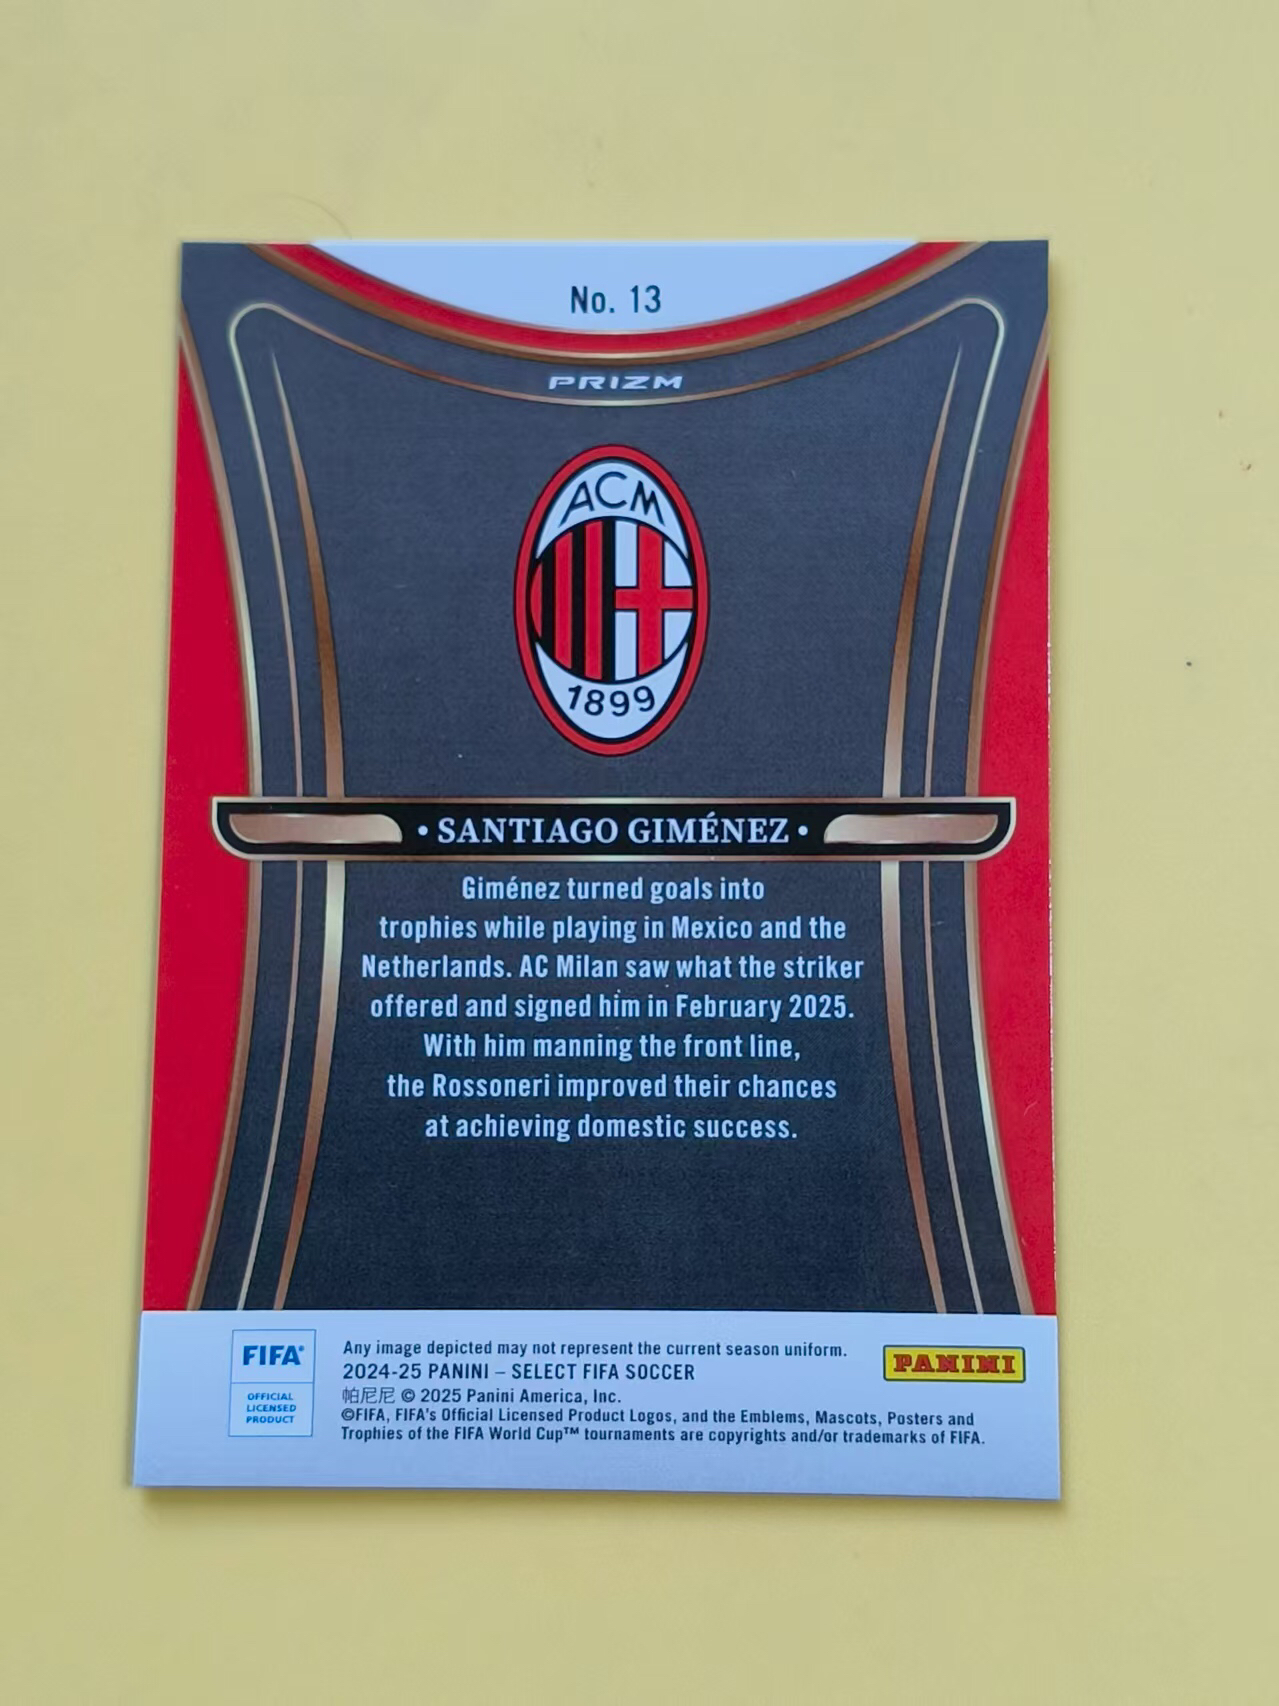 No. 13
PRIZM
ACM
1899
• SANTIAGO GIMÉNEZ •
Giménez turned goals into
trophies while playing in Mexico and the
Netherlands. AC Milan saw what the striker
offered and signed him in February 2025.
With him manning the front line,
the Rossoneri improved their chances
at achieving domestic success.
FIFA®
OFFICIAL
LICENSED
PRODUCT
Any image depicted may not represent the current season uniform.
2024-25 PANINI – SELECT FIFA SOCCER
帕尼尼 © 2025 Panini America, Inc.
©FIFA, FIFA's Official Licensed Product Logos, and the Emblems, Mascots, Posters and
Trophies of the FIFA World Cup™ tournaments are copyrights and/or trademarks of FIFA.
PANINI